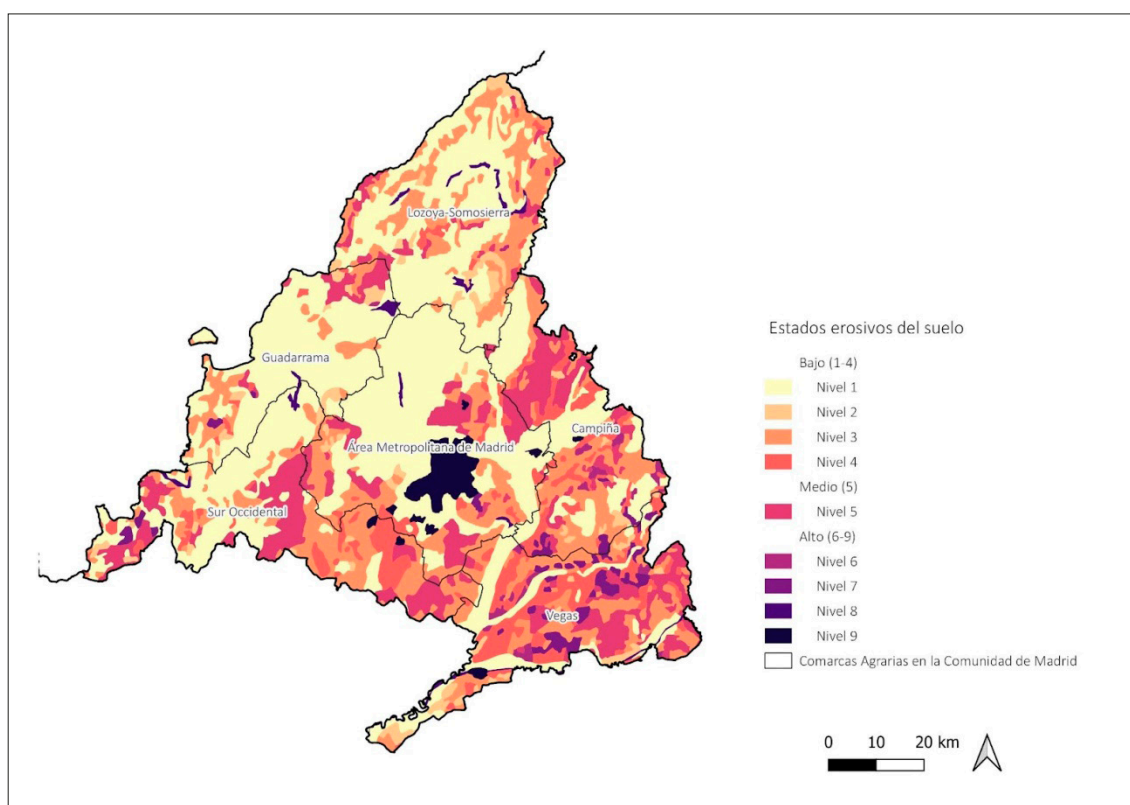 Lozoya-Somosierra
Guadarrama
Campiña
Área Metropolitana de Madrid
Sur Occidental
Vegas
Estados erosivos del suelo
Bajo (1-4)
Nivel 1
Nivel 2
Nivel 3
Nivel 4
Medio (5)
Nivel 5
Alto (6-9)
Nivel 6
Nivel 7
Nivel 8
Nivel 9
Comarcas Agrarias en la Comunidad de Madrid
0 10 20 km